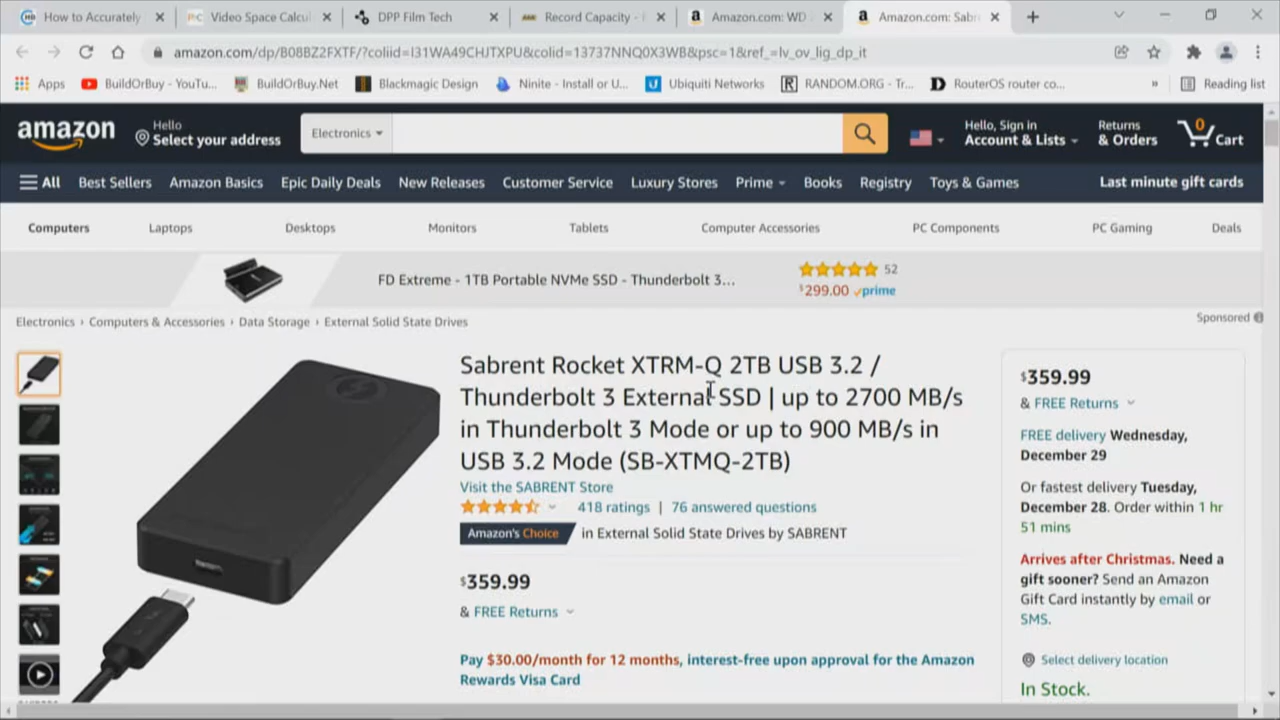 How to Accurately
Video Space Calcul
DPP Film Tech
Record Capacity -
Amazon.com: WD
Amazon.com: Sabr
amazon.com/dp/B08BZ2FXTF/?coliid=I31WA49CHJTXPU&colid=13737NNQ0X3WB&psc=1&ref_=lv_ov_lig_dp_it
Apps
BuildOrBuy - YouTu...
BuildOrBuy.Net
Blackmagic Design
Ninite - Install or U...
Ubiquiti Networks
RANDOM.ORG - Tr...
RouterOS router co...
»
Reading list
amazon
Hello
Select your address
Electronics
Hello, Sign in
Account & Lists
Returns
& Orders
0
Cart
All
Best Sellers
Amazon Basics
Epic Daily Deals
New Releases
Customer Service
Luxury Stores
Prime
Books
Registry
Toys & Games
Last minute gift cards
Computers
Laptops
Desktops
Monitors
Tablets
Computer Accessories
PC Components
PC Gaming
Deals
FD Extreme - 1TB Portable NVMe SSD - Thunderbolt 3...
52
$299.00 prime
Electronics › Computers & Accessories › Data Storage › External Solid State Drives
Sponsored
Sabrent Rocket XTRM-Q 2TB USB 3.2 /
Thunderbolt 3 External SSD | up to 2700 MB/s
in Thunderbolt 3 Mode or up to 900 MB/s in
USB 3.2 Mode (SB-XTMQ-2TB)
Visit the SABRENT Store
418 ratings | 76 answered questions
Amazon's Choice in External Solid State Drives by SABRENT
$359.99
& FREE Returns
Pay $30.00/month for 12 months, interest-free upon approval for the Amazon
Rewards Visa Card
$359.99
& FREE Returns
FREE delivery Wednesday,
December 29
Or fastest delivery Tuesday,
December 28. Order within 1 hr
51 mins
Arrives after Christmas. Need a
gift sooner? Send an Amazon
Gift Card instantly by email or
SMS.
Select delivery location
In Stock.